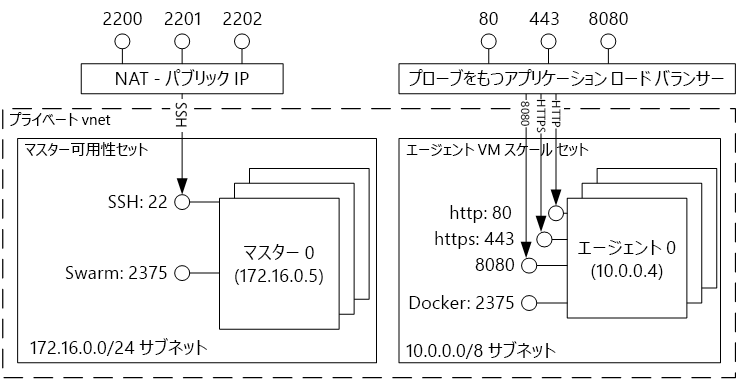 2200 2201 2202
80 443 8080
NAT - パブリック IP
プローブをもつアプリケーション ロード バランサー
SSH
8080
HTTPS
HTTP
プライベート vnet
マスター可用性セット
SSH: 22
Swarm: 2375
マスター 0
(172.16.0.5)
172.16.0.0/24 サブネット
エージェント VM スケール セット
http: 80
https: 443
8080
Docker: 2375
エージェント 0
(10.0.0.4)
10.0.0.0/8 サブネット